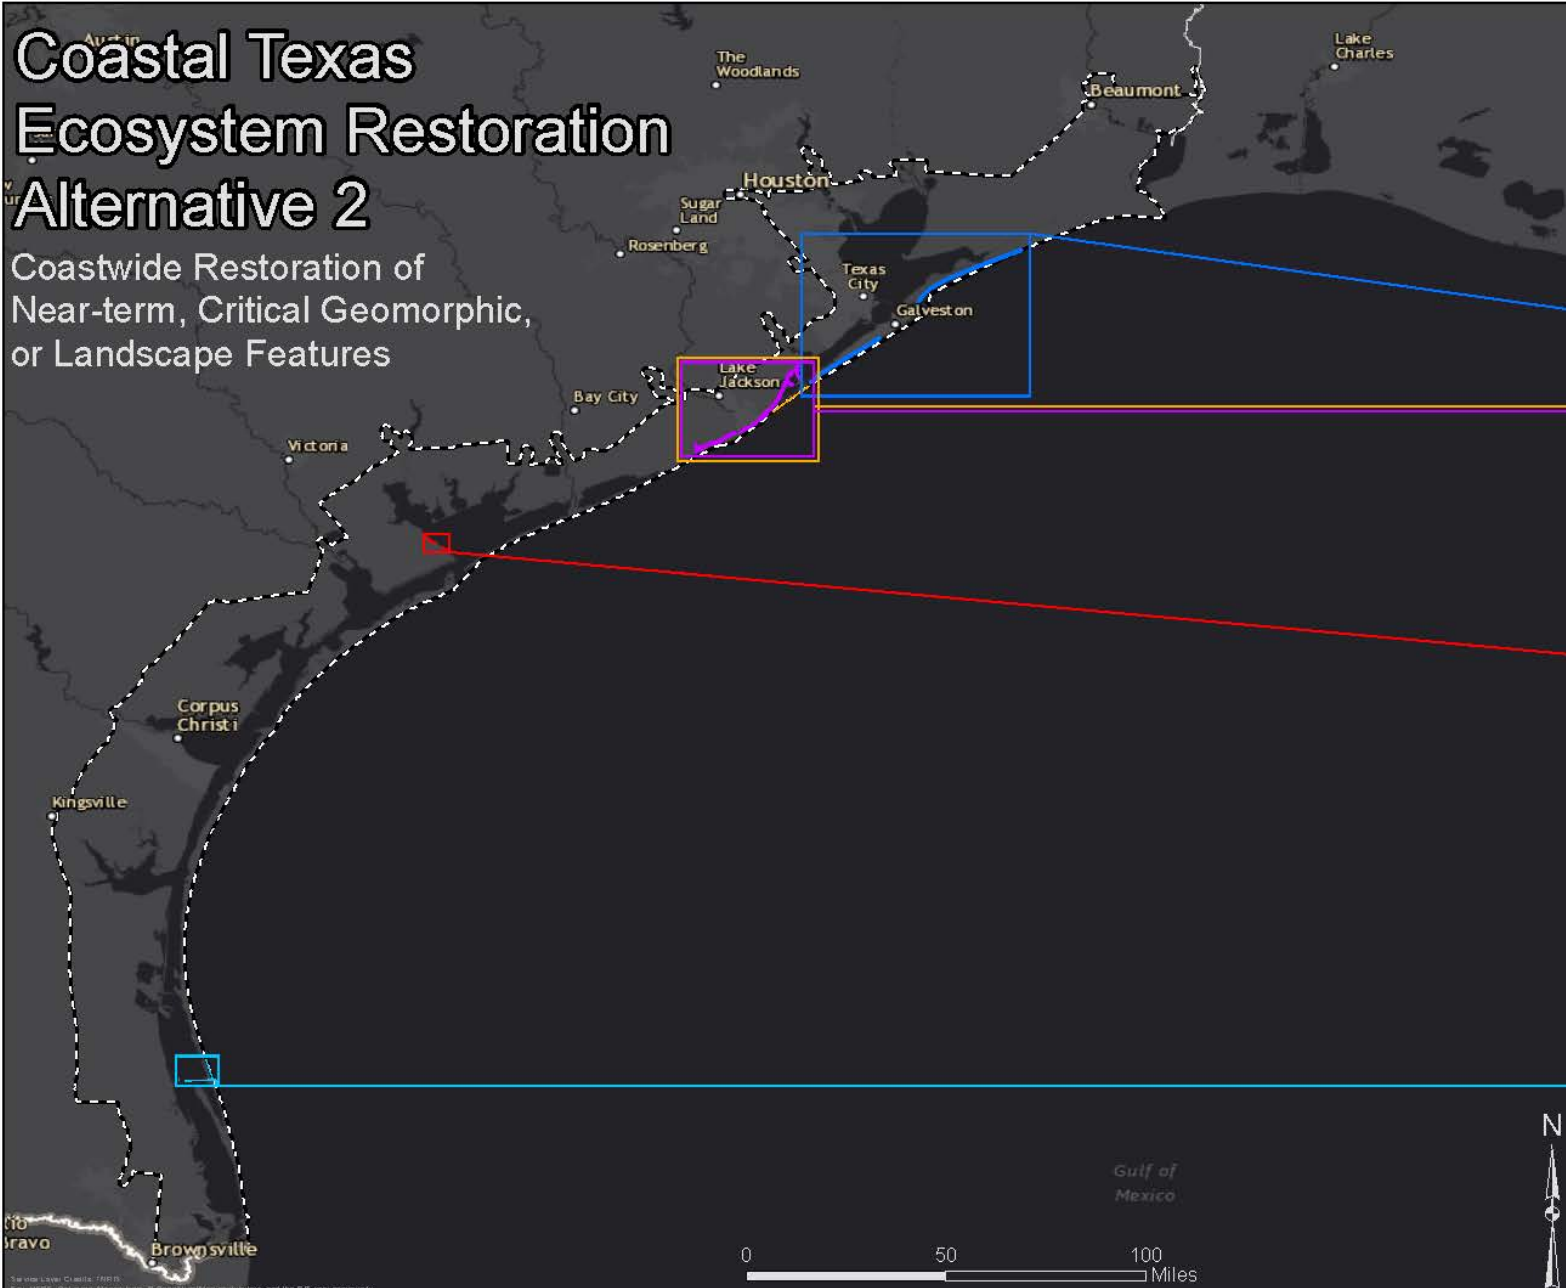 Coastal Texas
Ecosystem Restoration
Alternative 2
Coastwide Restoration of
Near-term, Critical Geomorphic,
or Landscape Features
Austin
The
Woodlands
Lake
Charles
Beaumont
Houston
Sugar
Land
Rosenberg
Texas
City
Galveston
Lake
Jackson
Bay City
Victoria
Corpus
Christi
Kingsville
N
Gulf of
Mexico
Bravo
Brownsville
0 50 100
Miles